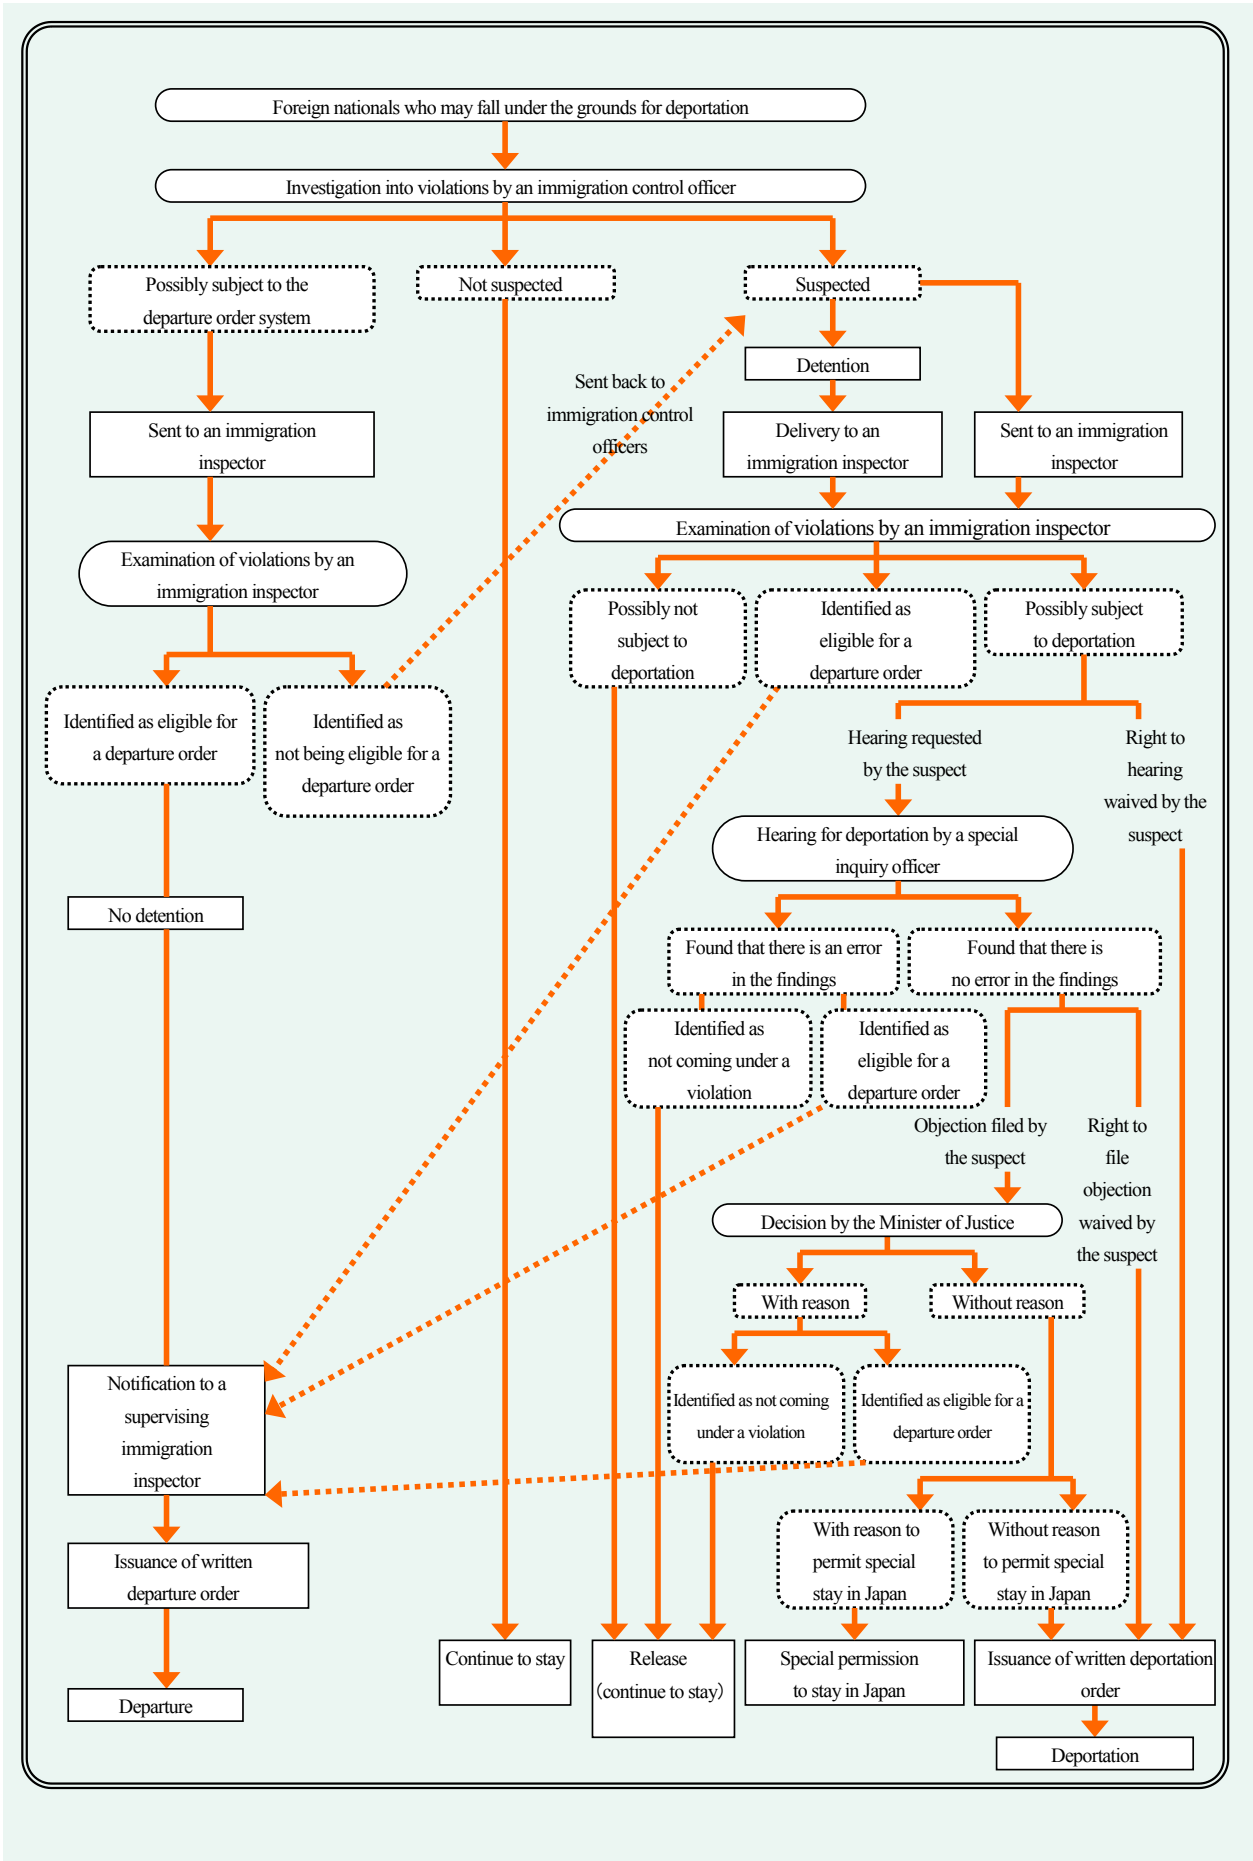 Foreign nationals who may fall under the grounds for deportation
Investigation into violations by an immigration control officer
Possibly subject to the
departure order system
Not suspected
Suspected
Detention
Sent back to
immigration control
officers
Sent to an immigration
inspector
Delivery to an
immigration inspector
Sent to an immigration
inspector
Examination of violations by an immigration inspector
Examination of violations by an
immigration inspector
Possibly not
subject to
deportation
Identified as
eligible for a
departure order
Possibly subject
to deportation
Identified as eligible for
a departure order
Identified as
not being eligible for a
departure order
Hearing requested
by the suspect
Right to
hearing
waived by the
suspect
Hearing for deportation by a special
inquiry officer
No detention
Found that there is an error
in the findings
Found that there is
no error in the findings
Identified as
not coming under a
violation
Identified as
eligible for a
departure order
Objection filed by
the suspect
Right to
file
objection
waived by
the suspect
Decision by the Minister of Justice
With reason
Without reason
Notification to a
supervising
immigration
inspector
Identified as not coming
under a violation
Identified as eligible for a
departure order
With reason to
permit special
stay in Japan
Without reason
to permit special
stay in Japan
Issuance of written
departure order
Departure
Continue to stay
Release
(continue to stay)
Special permission
to stay in Japan
Issuance of written deportation
order
Deportation